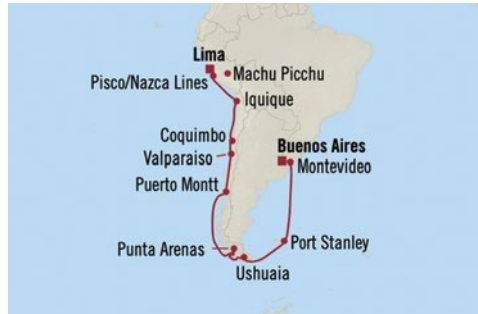 Lima
Machu Picchu
Pisco/Nazca Lines
Iquique
Coquimbo
Buenos Aires
Valparaiso
Montevideo
Puerto Montt
Port Stanley
Punta Arenas
Ushuaia